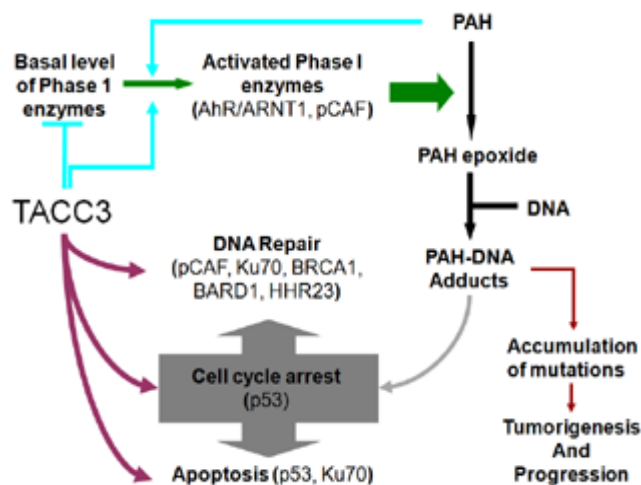 PAH
Basal level
of Phase 1
enzymes
Activated Phase I
enzymes
(AhR/ARNT1, pCAF)
PAH epoxide
TACC3
DNA
DNA Repair
(pCAF, Ku70, BRCA1,
BARD1, HHR23)
PAH-DNA
Adducts
Cell cycle arrest
(p53)
Accumulation
of mutations
Tumorigenesis
And
Progression
Apoptosis (p53, Ku70)